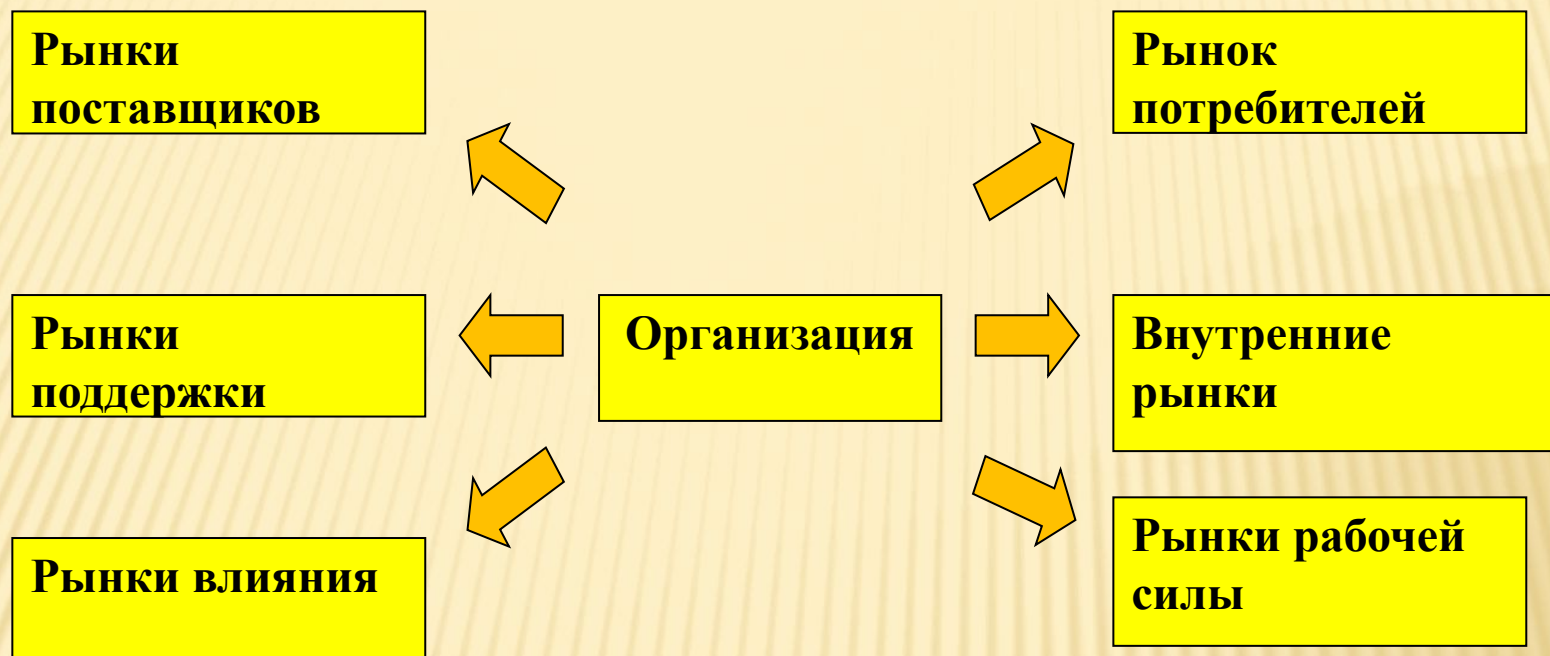 Рынки
поставщиков
Рынок
потребителей
Рынки
поддержки
Организация
Внутренние
рынки
Рынки влияния
Рынки рабочей
силы